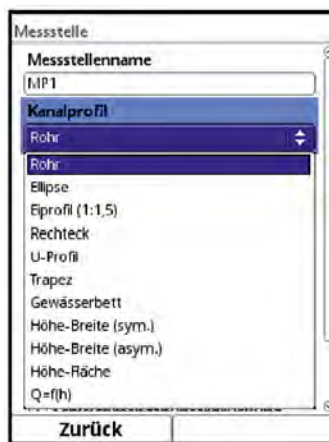 Messstelle
Messstellenname
MP1
Kanalprofil
Rohr
Rohr
Ellipse
Eiprofil (1:1,5)
Rechteck
U-Profil
Trapez
Gewässerbett
Höhe-Breite (sym.)
Höhe-Breite (asym.)
Höhe-Fläche
Q=f(h)
Zurück